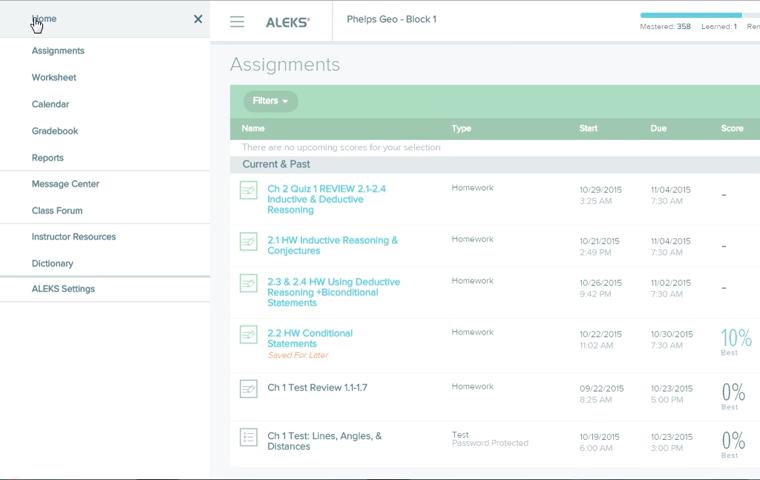 Home
Assignments
Worksheet
Calendar
Gradebook
Reports
Message Center
Class Forum
Instructor Resources
Dictionary
ALEKS Settings
ALEKS®
Phelps Geo - Block 1
Mastered: 358 Learned: 1
Assignments
Filters
Name Type Start Due Score
There are no upcoming scores for your selection
Current & Past
Ch 2 Quiz 1 REVIEW 2.1-2.4
Inductive & Deductive
Reasoning
Homework
10/29/2015
3:25 AM
11/04/2015
7:30 AM
–
2.1 HW Inductive Reasoning &
Conjectures
Homework
10/21/2015
2:49 PM
11/04/2015
7:30 AM
–
2.3 & 2.4 HW Using Deductive
Reasoning +Biconditional
Statements
Homework
10/26/2015
9:42 PM
11/02/2015
7:30 AM
–
2.2 HW Conditional
Statements
Saved For Later
Homework
10/22/2015
11:02 AM
10/30/2015
7:30 AM
10%
Best
Ch 1 Test Review 1.1-1.7
Homework
09/22/2015
8:25 AM
10/23/2015
5:00 PM
0%
Best
Ch 1 Test: Lines, Angles, &
Distances
Test
Password Protected
10/19/2015
6:00 AM
10/23/2015
3:00 PM
0%
Best